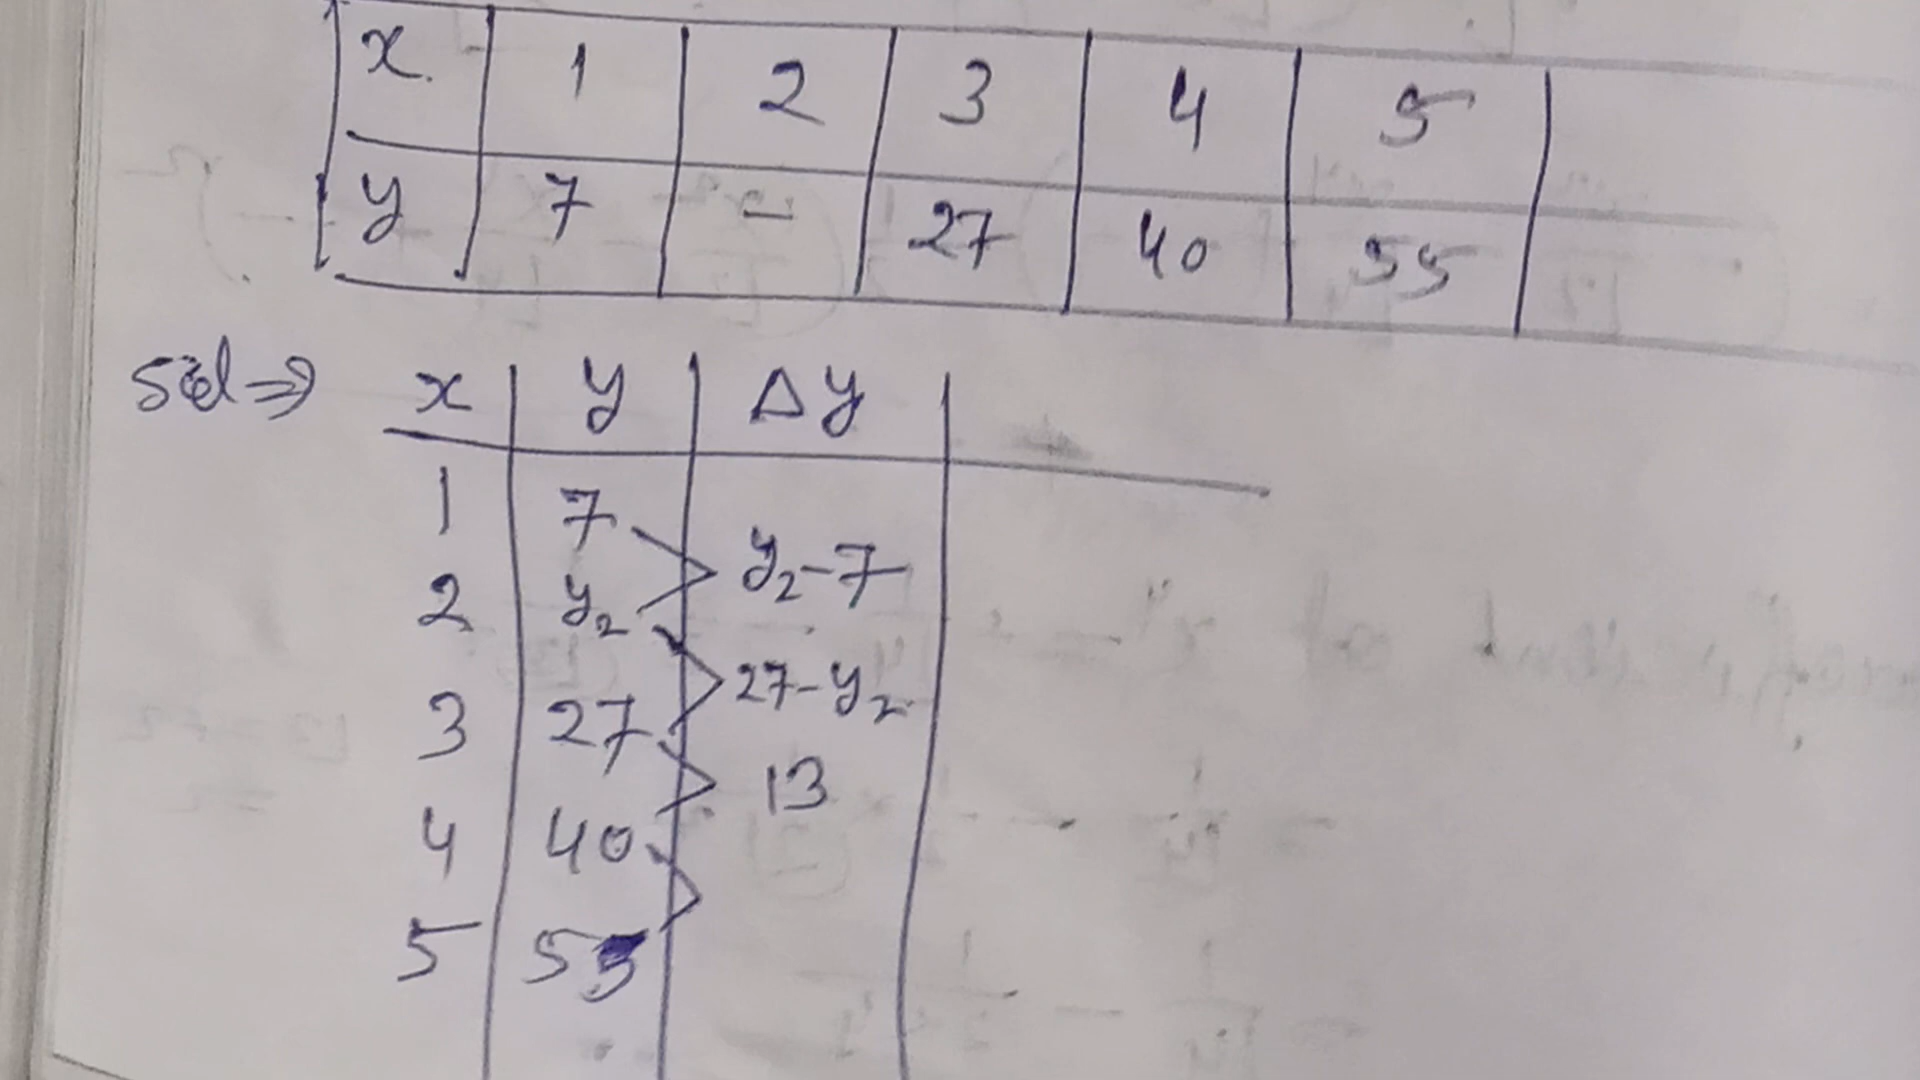 x 1 2 3 4 5
y 7 - 27 40 55
Sol ⇒ x y Δy
1 7
y₂-7
2 y₂
27-y₂
3 27
13
4 40
5 55